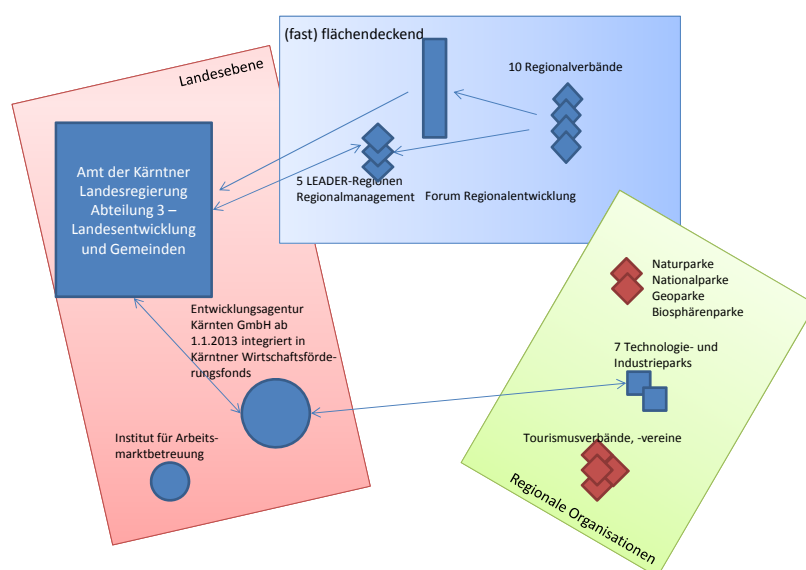 (fast) flächendeckend
Landesebene
10 Regionalverbände
Amt der Kärntner
Landesregierung
Abteilung 3 –
Landesentwicklung
und Gemeinden
5 LEADER-Regionen
Regionalmanagement
Forum Regionalentwicklung
Naturparke
Nationalparke
Geoparke
Biosphärenparke
Entwicklungsagentur
Kärnten GmbH ab
1.1.2013 integriert in
Kärntner Wirtschaftsförde-
rungsfonds
7 Technologie- und
Industrieparks
Institut für Arbeits-
marktbetreuung
Tourismusverbände, -vereine
Regionale Organisationen